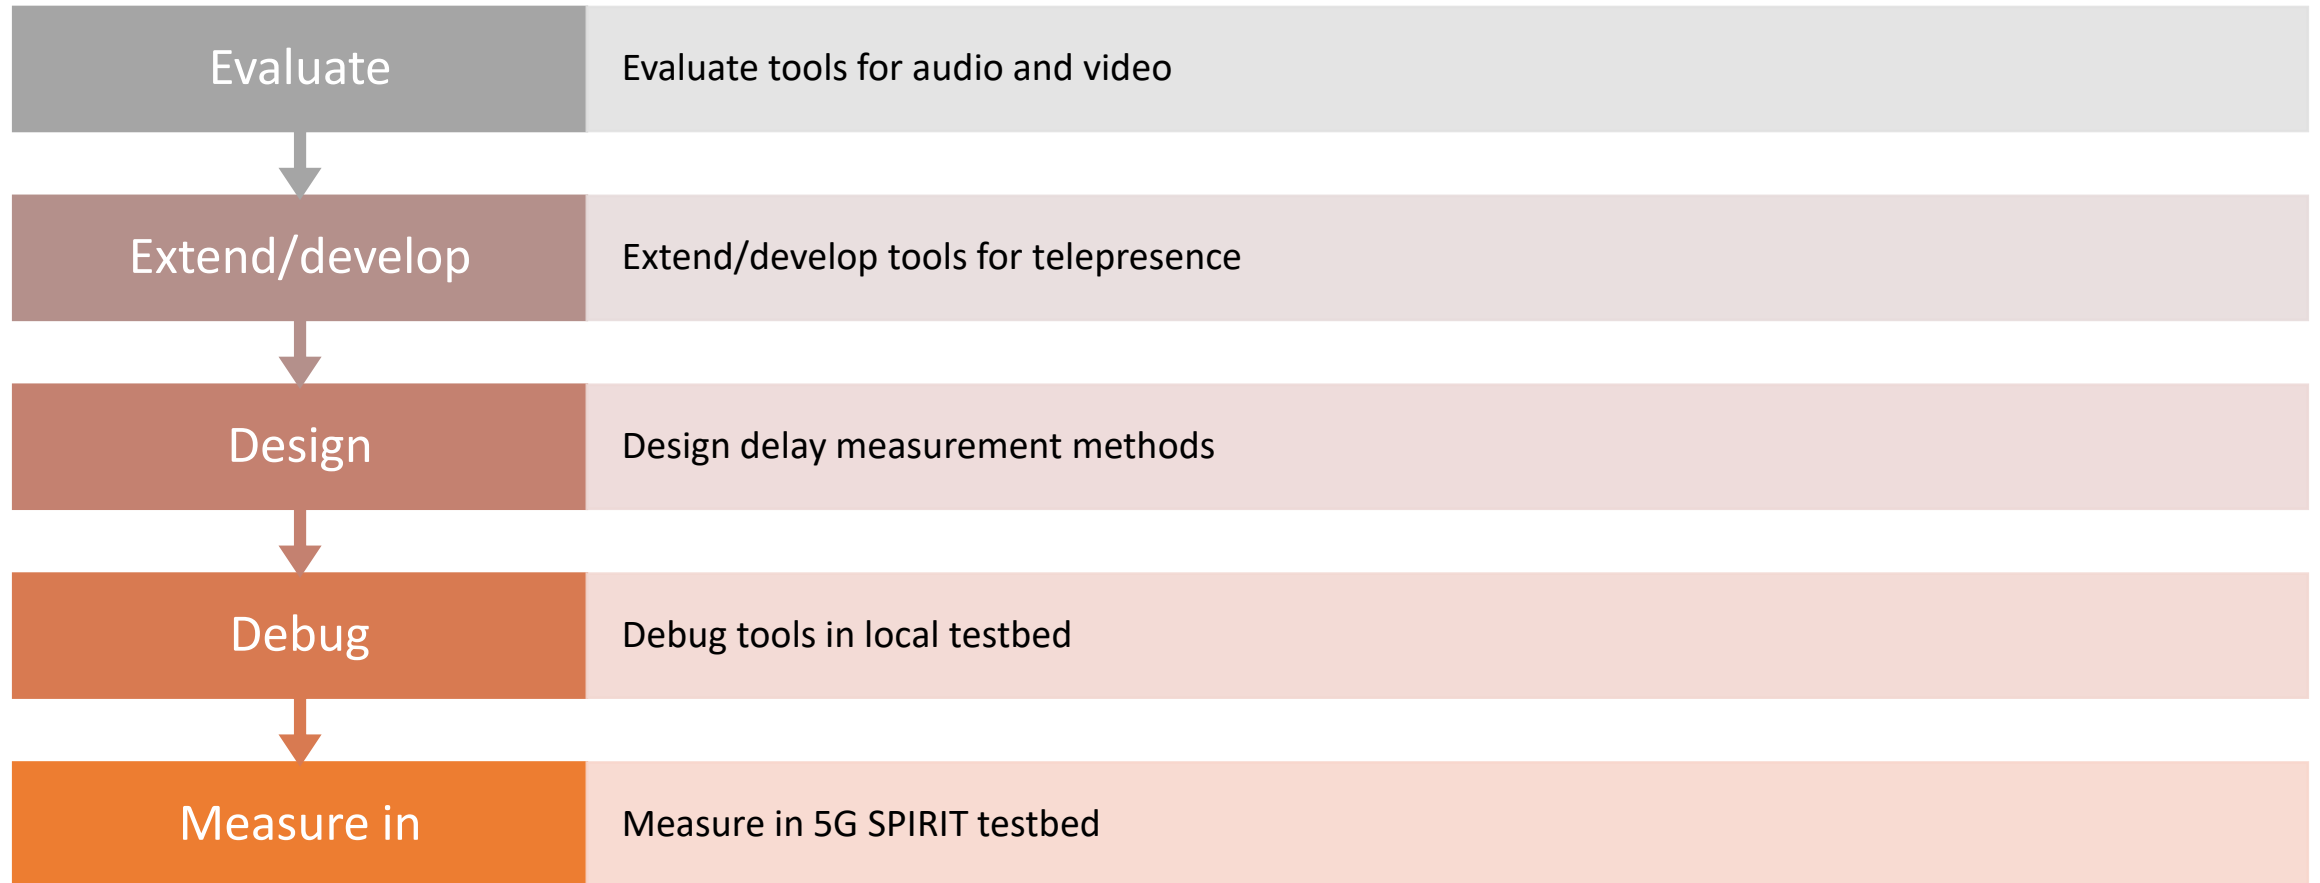 Evaluate
Evaluate tools for audio and video
Extend/develop
Extend/develop tools for telepresence
Design
Design delay measurement methods
Debug
Debug tools in local testbed
Measure in
Measure in 5G SPIRIT testbed